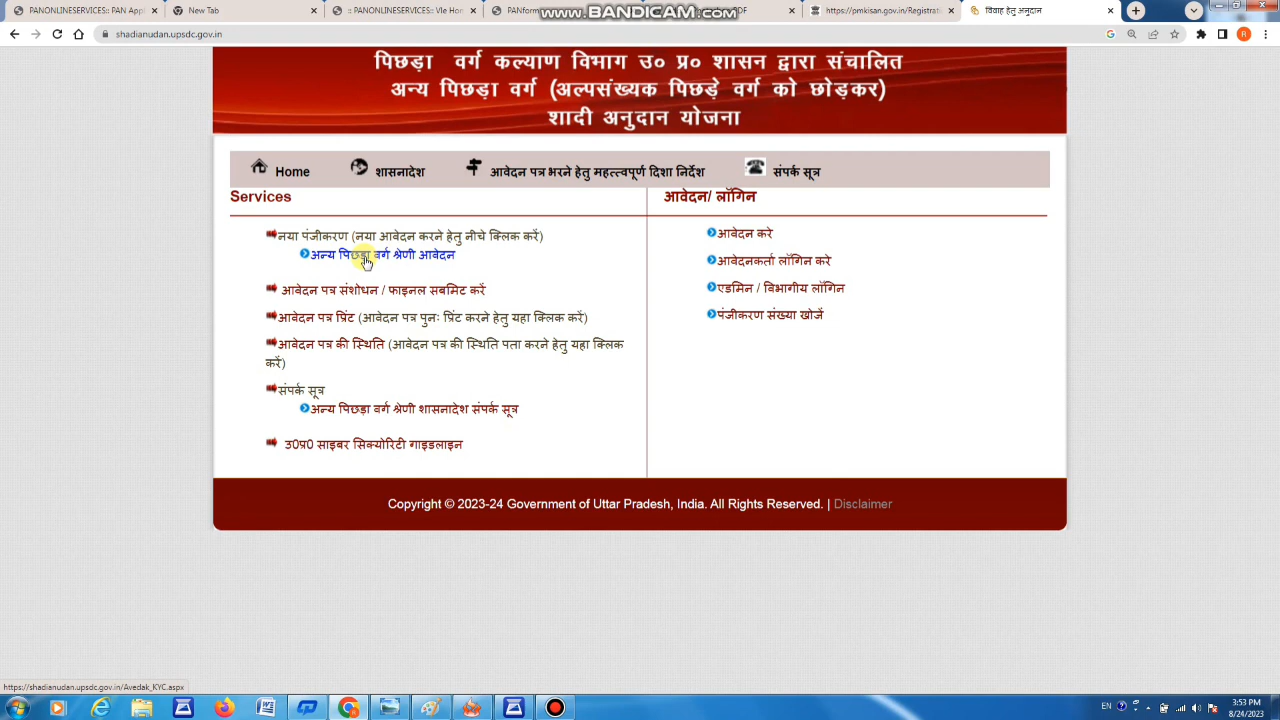 :: PANONLINESERVICES:: PAN Appl
New Tab
:: PANONLINESERVICES:: Vle Hom
PANform
https://pmkisan.gov.in/Registrati
विवाह हेतु अनुदान
www.BANDICAM.com
shadianudan.upsdc.gov.in
पिछड़ा वर्ग कल्याण विभाग उ० प्र० शासन द्वारा संचालित
अन्य पिछड़ा वर्ग (अल्पसंख्यक पिछड़े वर्ग को छोड़कर)
शादी अनुदान योजना
Home शासनादेश आवेदन पत्र भरने हेतु महत्त्वपूर्ण दिशा निर्देश संपर्क सूत्र
Services
नया पंजीकरण (नया आवेदन करने हेतु नीचे क्लिक करें)
अन्य पिछड़ा वर्ग श्रेणी आवेदन
आवेदन पत्र संशोधन / फाइनल सबमिट करें
आवेदन पत्र प्रिंट (आवेदन पत्र पुनः प्रिंट करने हेतु यहा क्लिक करें)
आवेदन पत्र की स्थिति (आवेदन पत्र की स्थिति पता करने हेतु यहा क्लिक
करें)
संपर्क सूत्र
अन्य पिछड़ा वर्ग श्रेणी शासनादेश संपर्क सूत्र
उ0प्र0 साइबर सिक्योरिटी गाइडलाइन
आवेदन/ लॉगिन
आवेदन करे
आवेदनकर्ता लॉगिन करे
एडमिन / विभागीय लॉगिन
पंजीकरण संख्या खोजें
Copyright © 2023-24 Government of Uttar Pradesh, India. All Rights Reserved. | Disclaimer
https://shadianudan.upsdc.gov.in/Avedak_KYC.aspx
EN
3:53 PM
8/24/2023